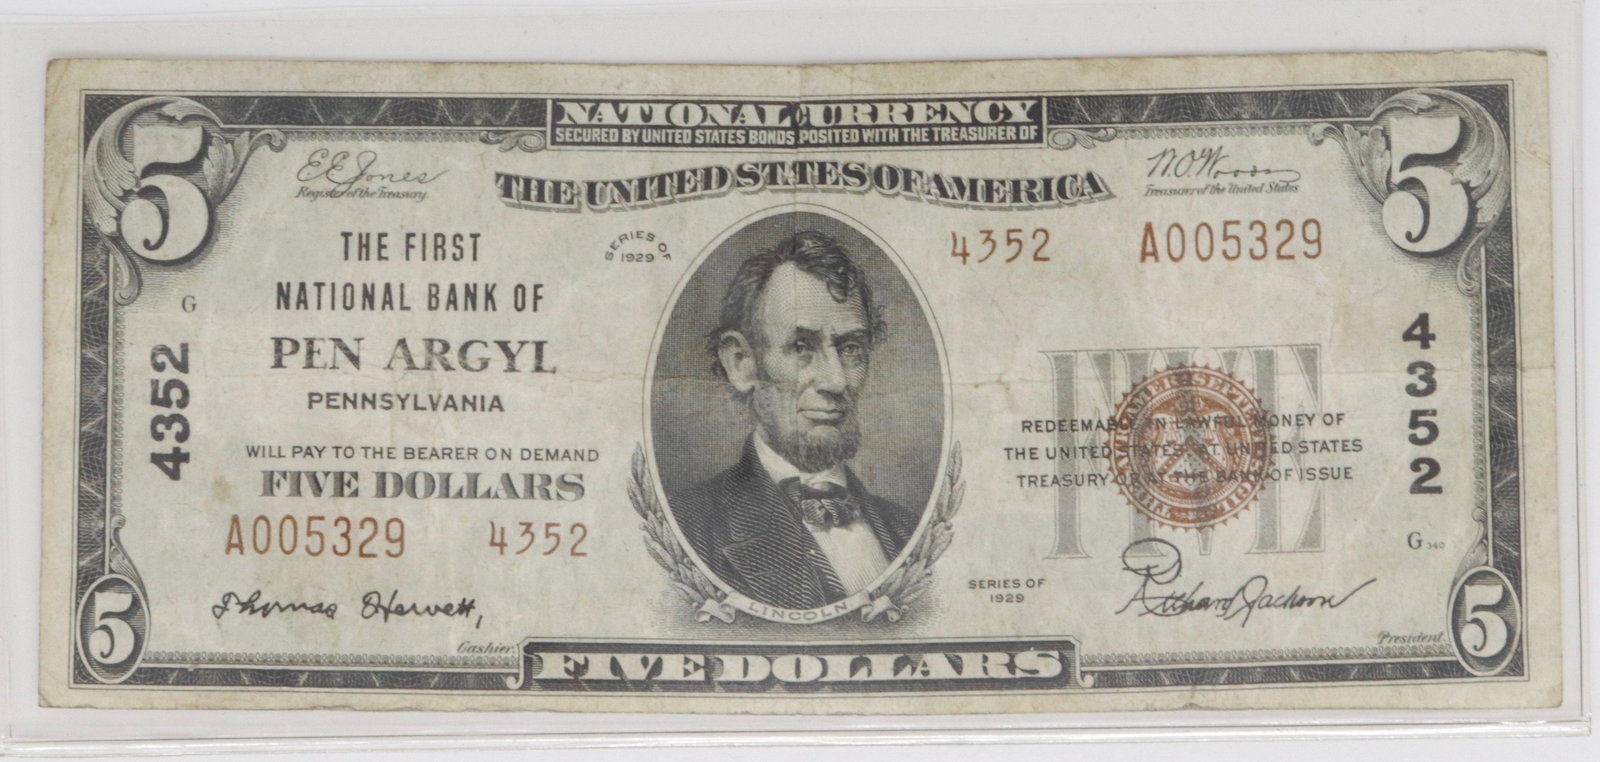 5
NATIONAL CURRENCY
5
SECURED BY UNITED STATES BONDS POSITED WITH THE TREASURER OF
THE UNITED STATES OF AMERICA
E E Jones
Register of the Treasury.
W.O. Woods
Treasurer of the United States.
THE FIRST
NATIONAL BANK OF
PEN ARGYL
PENNSYLVANIA
SERIES OF
1929
4352 A005329
G
4352
4352
WILL PAY TO THE BEARER ON DEMAND
FIVE DOLLARS
A005329 4352
FIVE
REDEEMABLE IN LAWFUL MONEY OF
THE UNITED STATES AT UNITED STATES
TREASURY OR AT THE BANK OF ISSUE
G 340
SERIES OF
1929
LINCOLN
Richard Jackson
Thomas
Cashier.
President.
5
FIVE DOLLARS
5